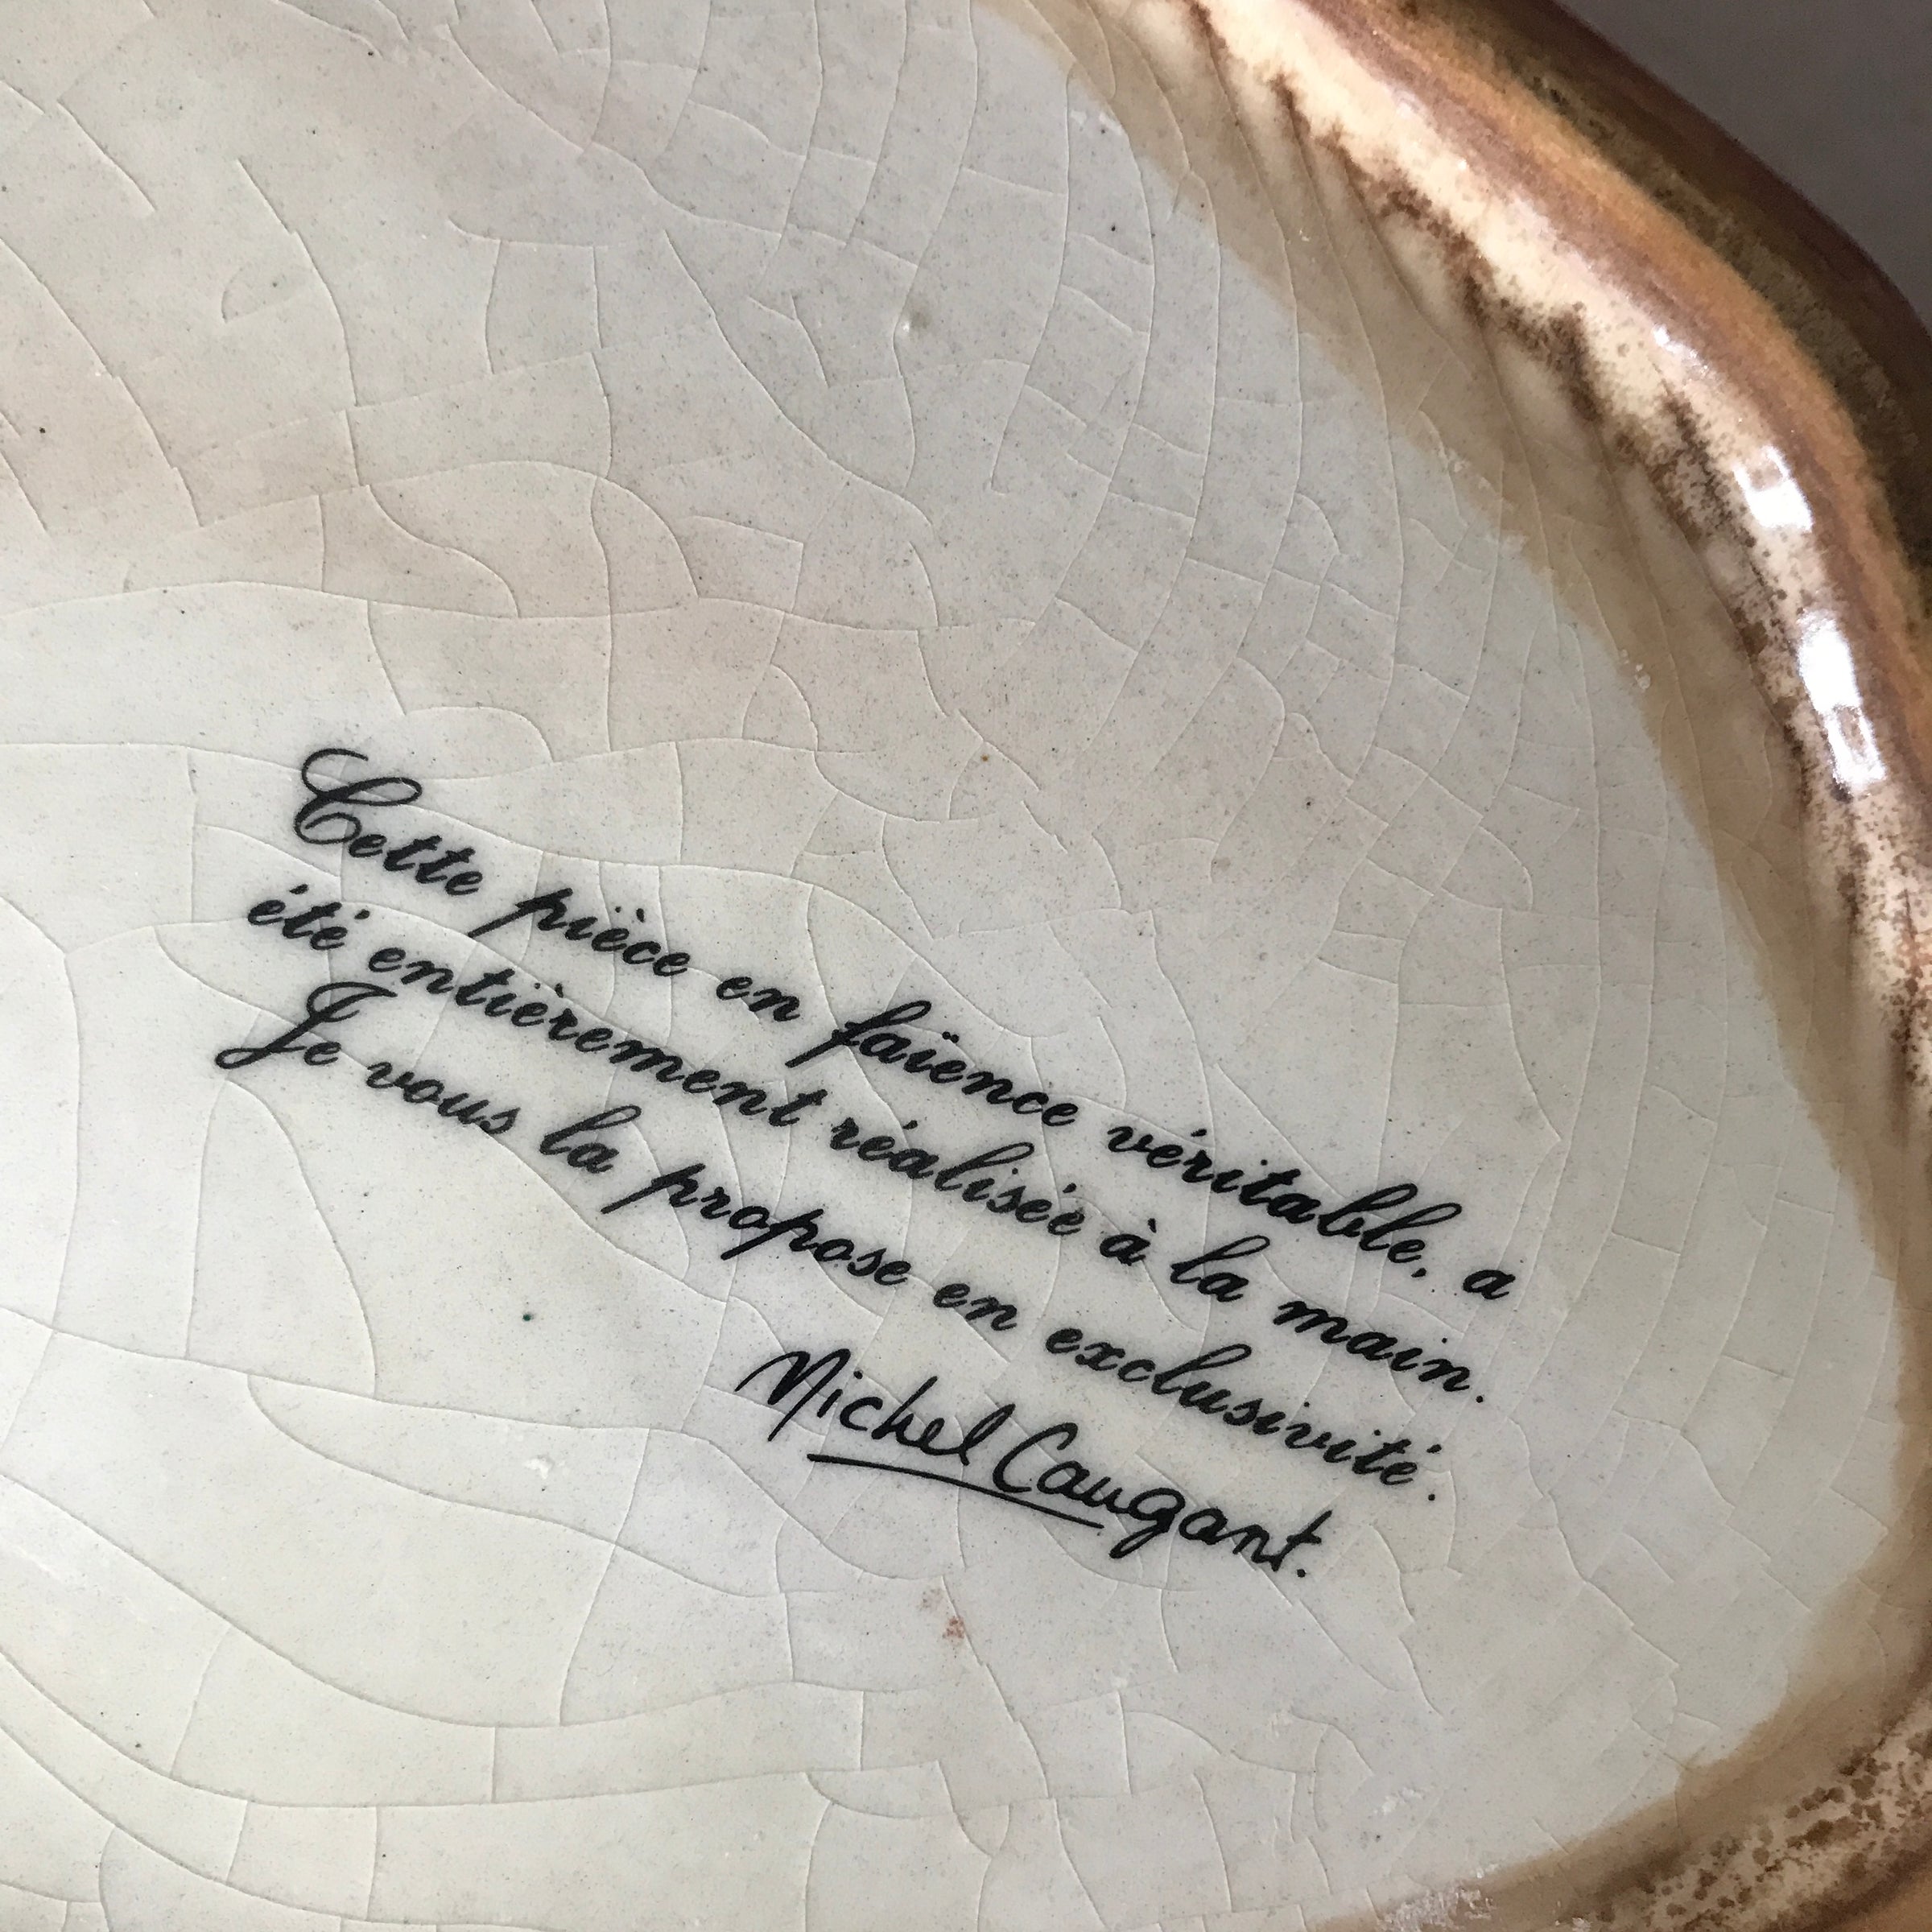 Cette pièce en faïence véritable, a
été entièrement réalisée à la main.
Je vous la propose en exclusivité.
Michel Caugant.